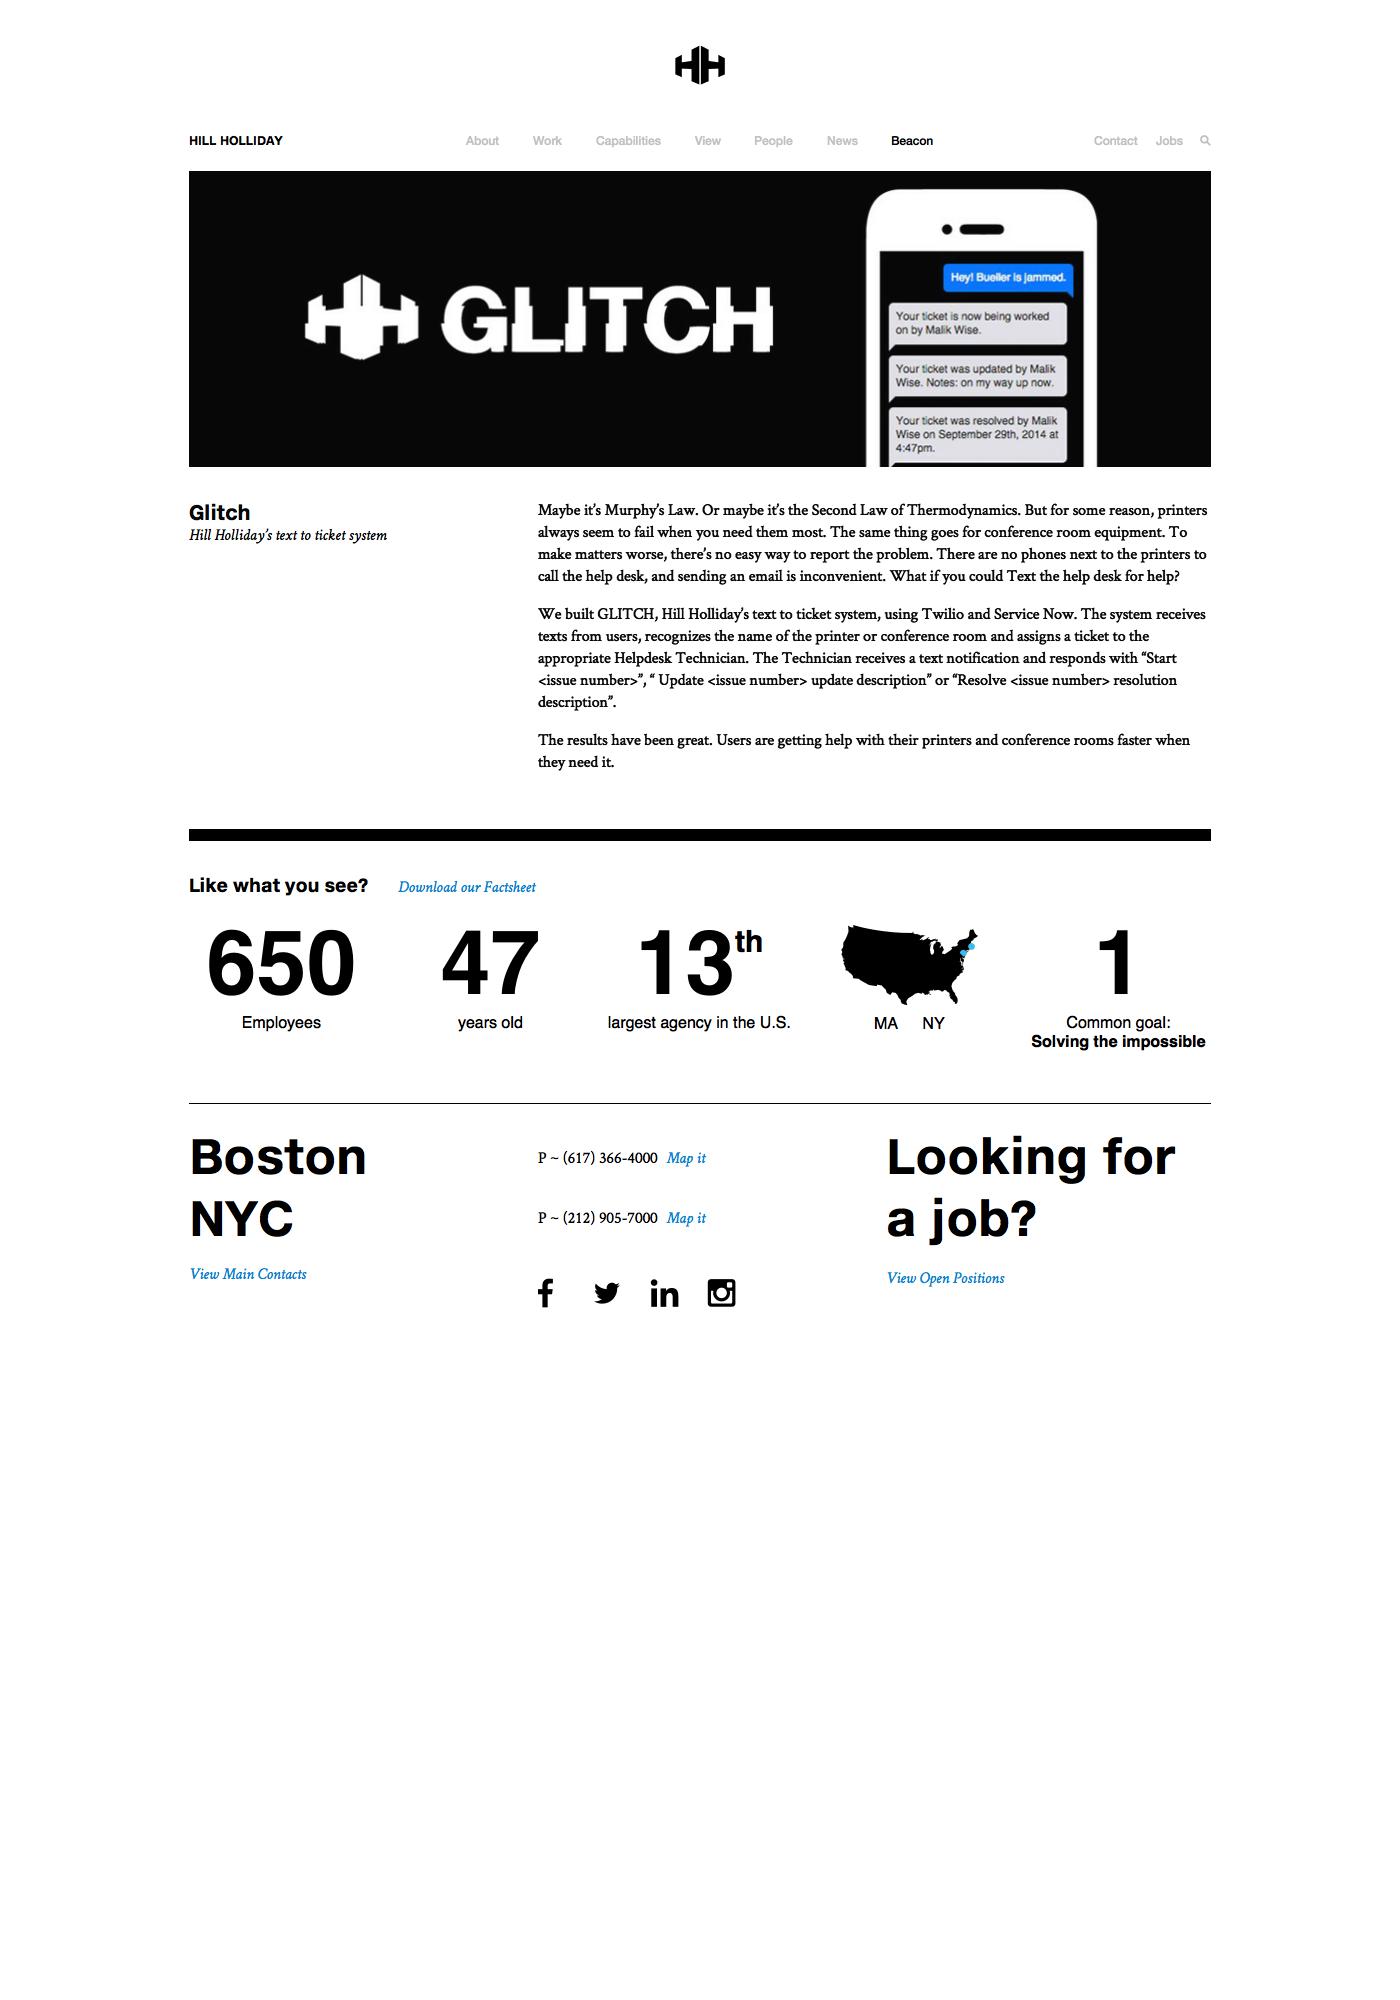 HILL HOLLIDAY
About Work Capabilities View People News Beacon
Contact Jobs
GLITCH
Hey! Bueller is jammed.
Your ticket is now being worked
on by Malik Wise.
Your ticket was updated by Malik
Wise. Notes: on my way up now.
Your ticket was resolved by Malik
Wise on September 29th, 2014 at
4:47pm.
Glitch
Hill Holliday's text to ticket system
Maybe it's Murphy's Law. Or maybe it's the Second Law of Thermodynamics. But for some reason, printers
always seem to fail when you need them most. The same thing goes for conference room equipment. To
make matters worse, there's no easy way to report the problem. There are no phones next to the printers to
call the help desk, and sending an email is inconvenient. What if you could Text the help desk for help?
We built GLITCH, Hill Holliday's text to ticket system, using Twilio and Service Now. The system receives
texts from users, recognizes the name of the printer or conference room and assigns a ticket to the
appropriate Helpdesk Technician. The Technician receives a text notification and responds with “Start
<issue number>”, “ Update <issue number> update description” or “Resolve <issue number> resolution
description”.
The results have been great. Users are getting help with their printers and conference rooms faster when
they need it.
Like what you see? Download our Factsheet
650
Employees
47
years old
13th
largest agency in the U.S.
MA NY
1
Common goal:
Solving the impossible
Boston
NYC
View Main Contacts
P ~ (617) 366-4000 Map it
P ~ (212) 905-7000 Map it
Looking for
a job?
View Open Positions